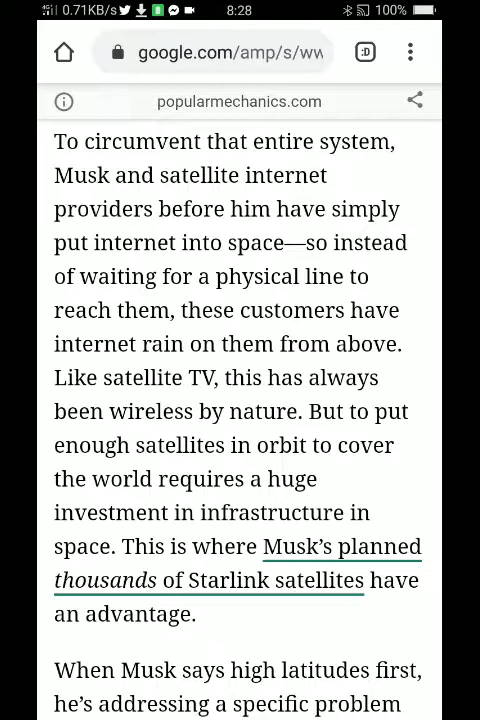 0.71KB/s 8:28 100%
google.com/amp/s/ww :D
popularmechanics.com
To circumvent that entire system,
Musk and satellite internet
providers before him have simply
put internet into space—so instead
of waiting for a physical line to
reach them, these customers have
internet rain on them from above.
Like satellite TV, this has always
been wireless by nature. But to put
enough satellites in orbit to cover
the world requires a huge
investment in infrastructure in
space. This is where Musk’s planned
thousands of Starlink satellites have
an advantage.
When Musk says high latitudes first,
he’s addressing a specific problem